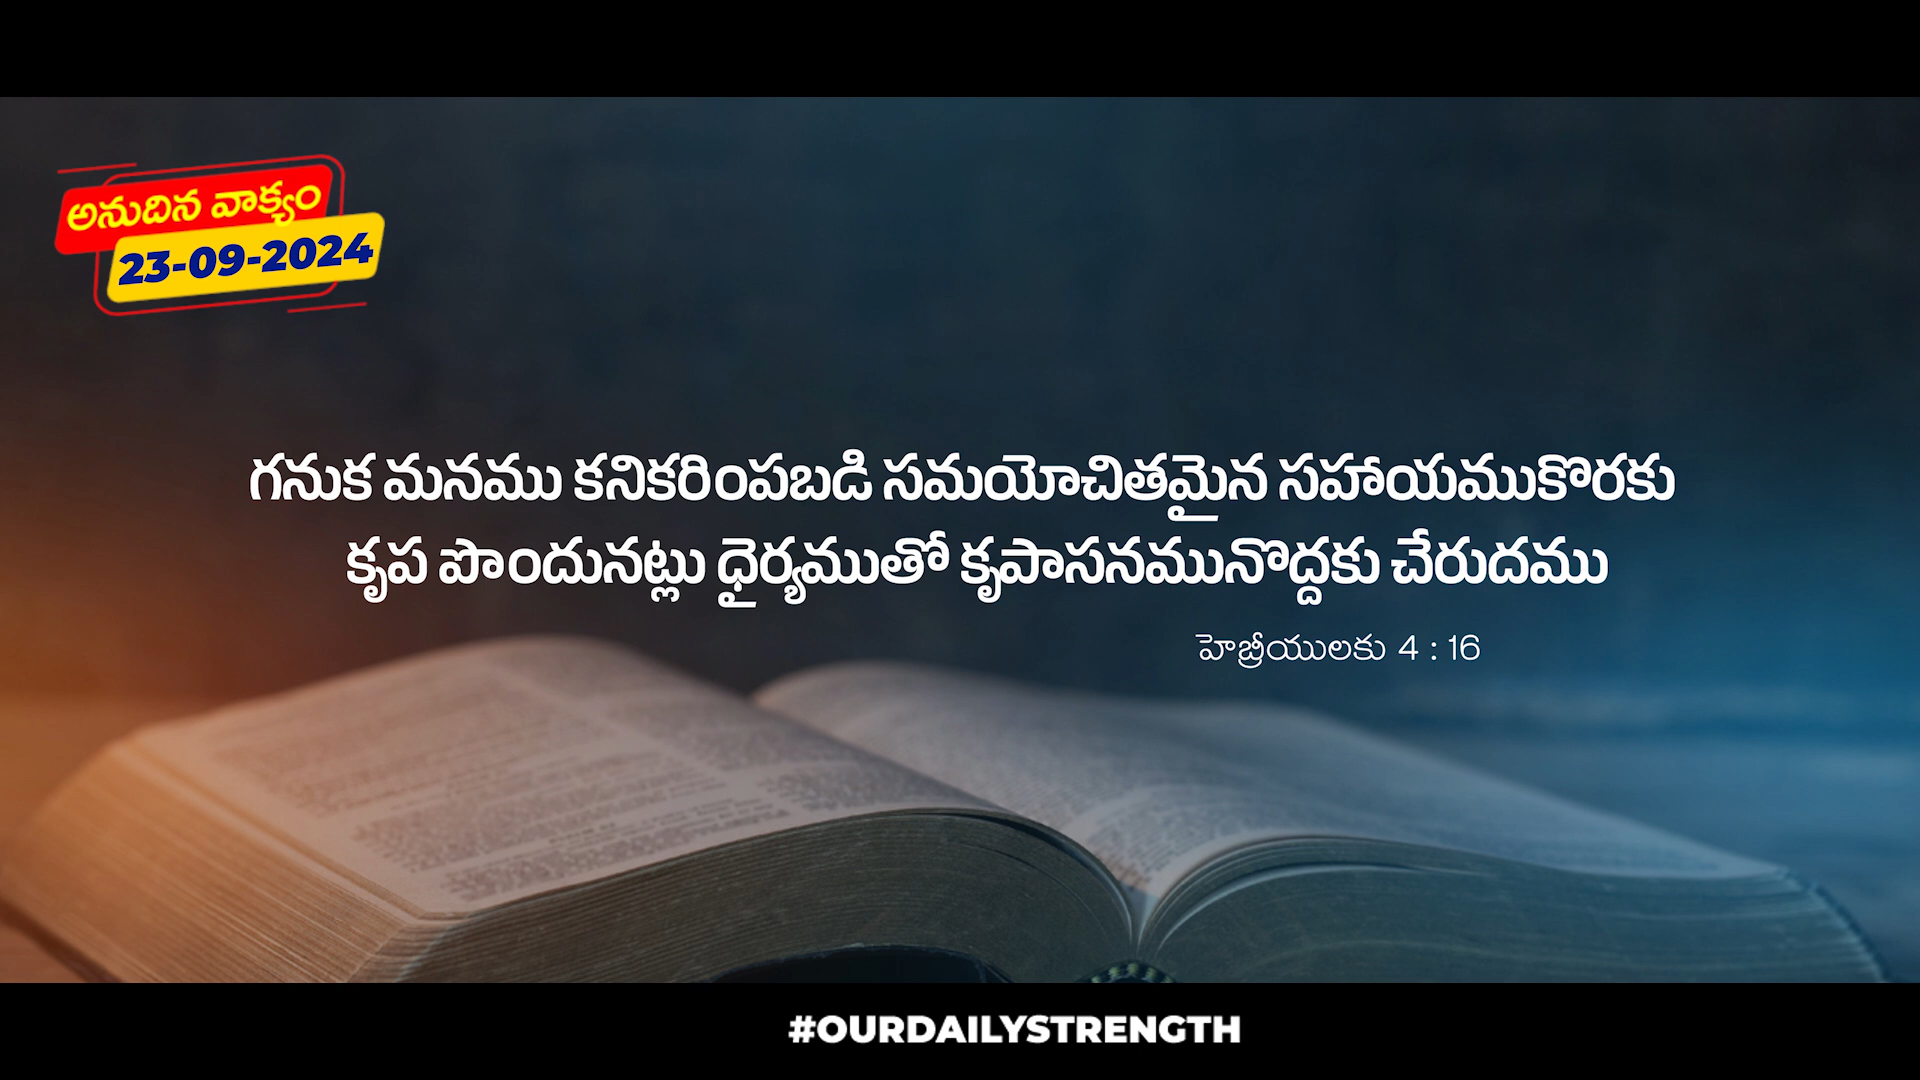 అనుదిన వాక్యం
23-09-2024
గనుక మనము కనికరింపబడి సమయోచితమైన సహాయముకొరకు
కృప పొందునట్లు ధైర్యముతో కృపాసనమునొద్దకు చేరుదము
హెబ్రీయులకు 4 : 16
#OURDAILYSTRENGTH